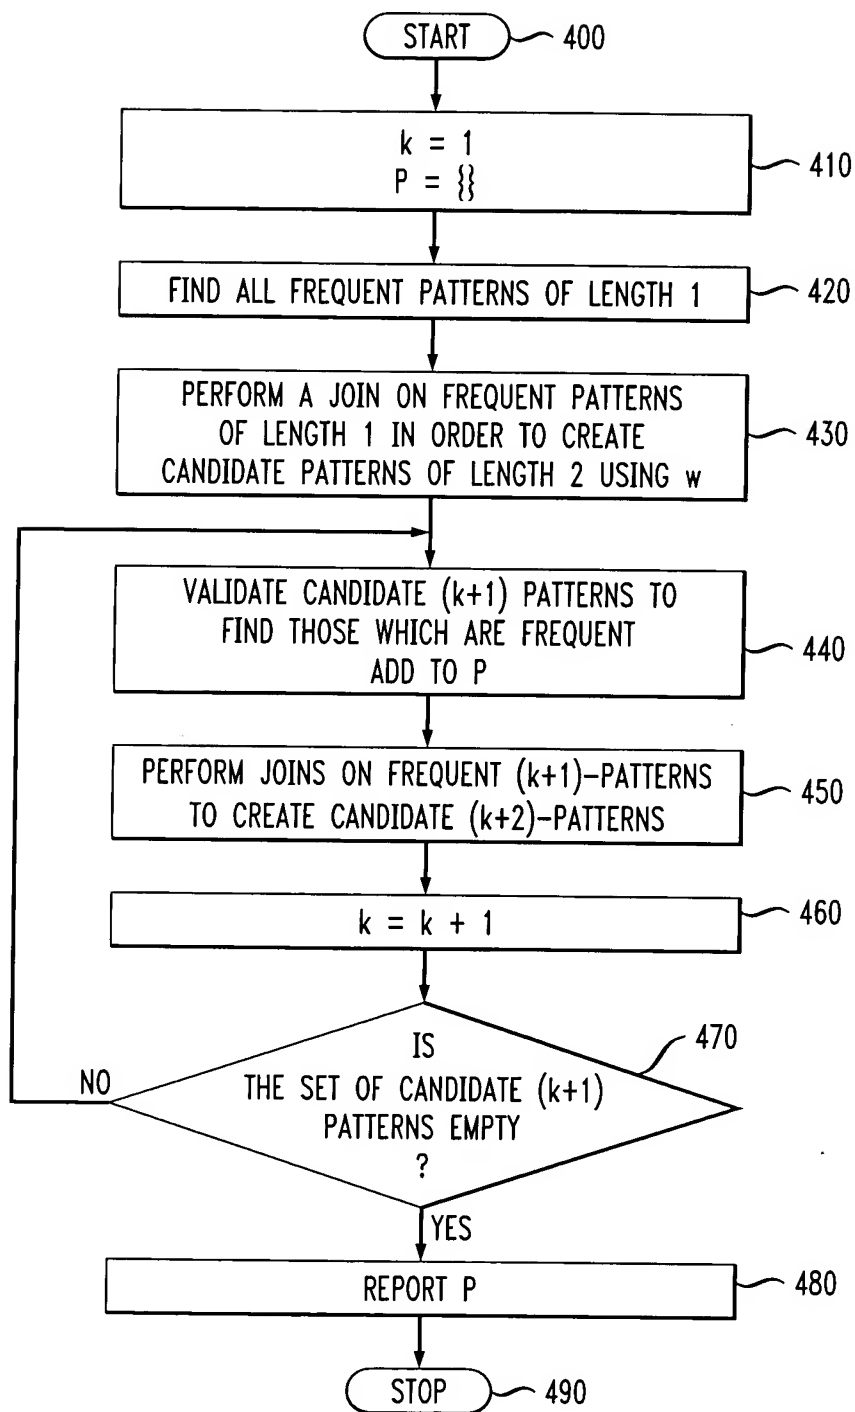 START
400
k = 1
P = {}
410
FIND ALL FREQUENT PATTERNS OF LENGTH 1
420
PERFORM A JOIN ON FREQUENT PATTERNS
OF LENGTH 1 IN ORDER TO CREATE
CANDIDATE PATTERNS OF LENGTH 2 USING w
430
VALIDATE CANDIDATE (k+1) PATTERNS TO
FIND THOSE WHICH ARE FREQUENT
ADD TO P
440
PERFORM JOINS ON FREQUENT (k+1)-PATTERNS
TO CREATE CANDIDATE (k+2)-PATTERNS
450
k = k + 1
460
IS
THE SET OF CANDIDATE (k+1)
PATTERNS EMPTY
?
470
NO
YES
REPORT P
480
STOP
490